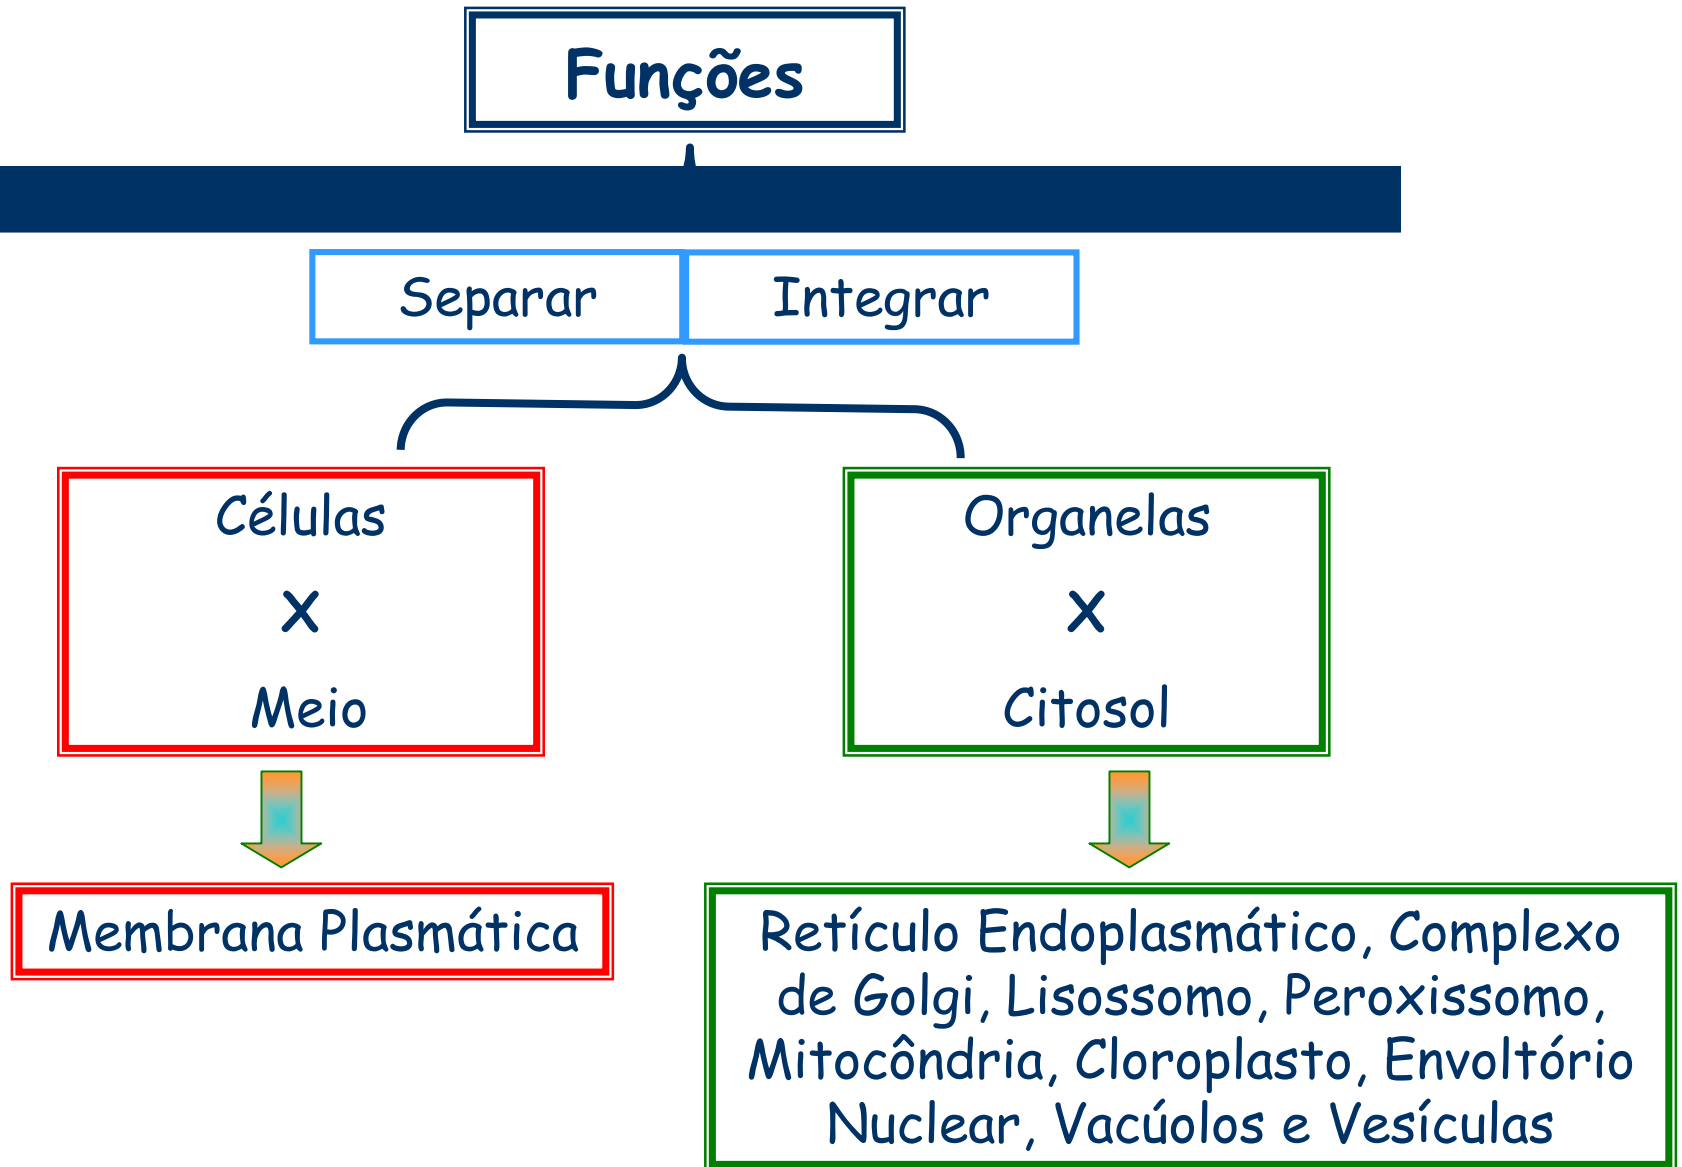 Funções
Separar
Integrar
Células
x
Meio
Organelas
x
Citosol
Membrana Plasmática
Retículo Endoplasmático, Complexo
de Golgi, Lisossomo, Peroxissomo,
Mitocôndria, Cloroplasto, Envoltório
Nuclear, Vacúolos e Vesículas